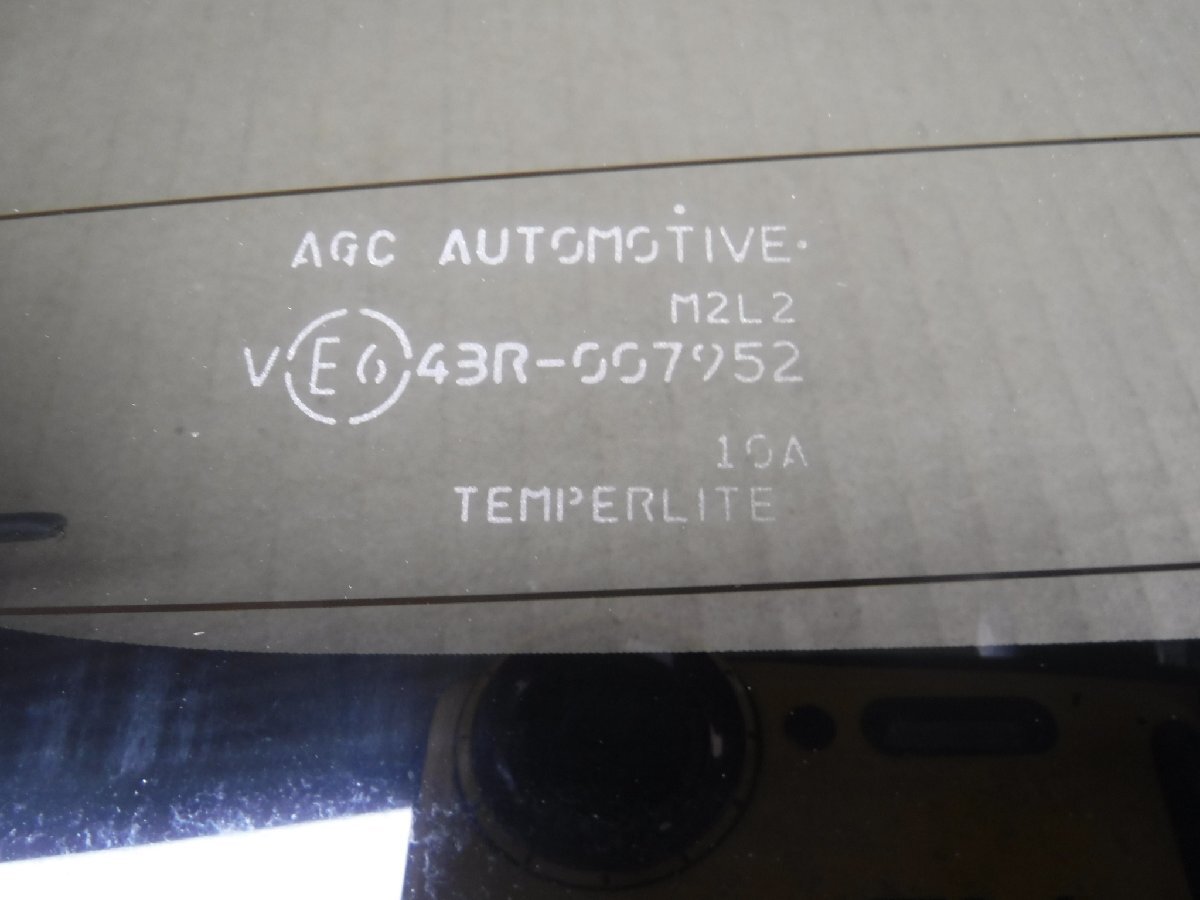 AGC AUTOMOTIVE
M2L2
V E6 43R-007952
10A
TEMPERLITE